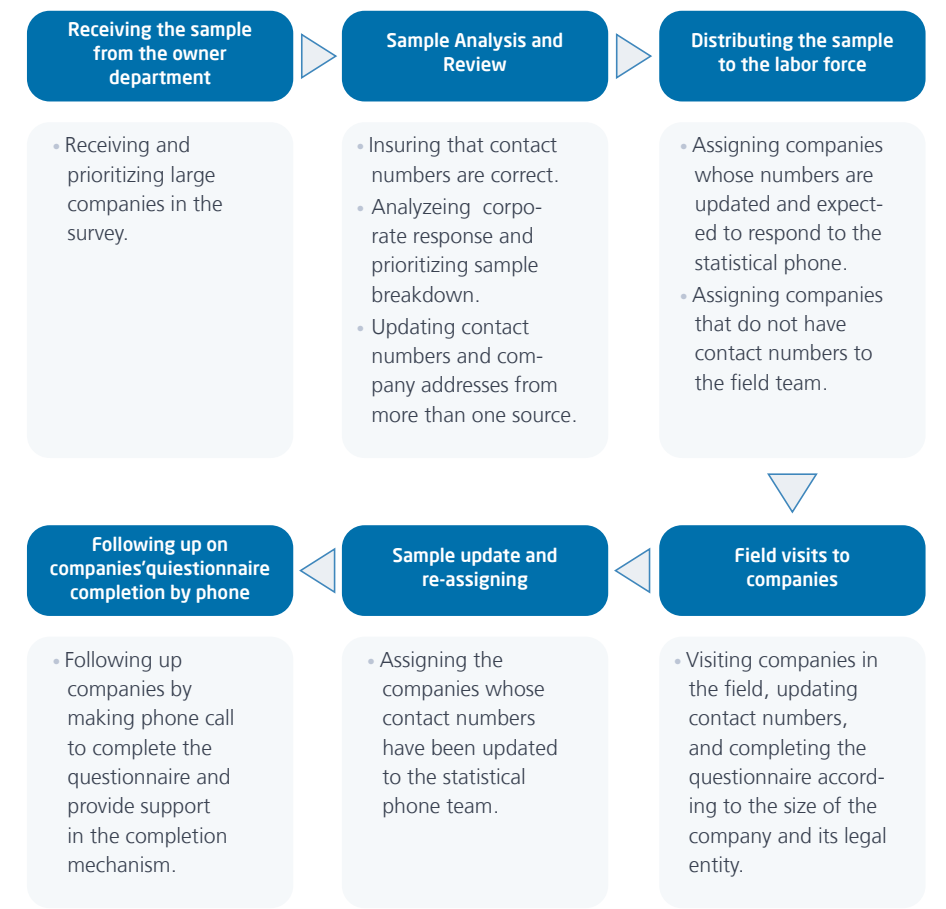 Receiving the sample
from the owner
department
Sample Analysis and
Review
Distributing the sample
to the labor force
• Receiving and
prioritizing large
companies in the
survey.
• Insuring that contact
numbers are correct.
• Analyzeing corpo-
rate response and
prioritizing sample
breakdown.
• Updating contact
numbers and com-
pany addresses from
more than one source.
• Assigning companies
whose numbers are
updated and expect-
ed to respond to the
statistical phone.
• Assigning companies
that do not have
contact numbers to
the field team.
Field visits to
companies
Sample update and
re-assigning
Following up on
companies'quiestionnaire
completion by phone
• Visiting companies in
the field, updating
contact numbers,
and completing the
questionnaire accord-
ing to the size of the
company and its legal
entity.
• Assigning the
companies whose
contact numbers
have been updated
to the statistical
phone team.
• Following up
companies by
making phone call
to complete the
questionnaire and
provide support
in the completion
mechanism.